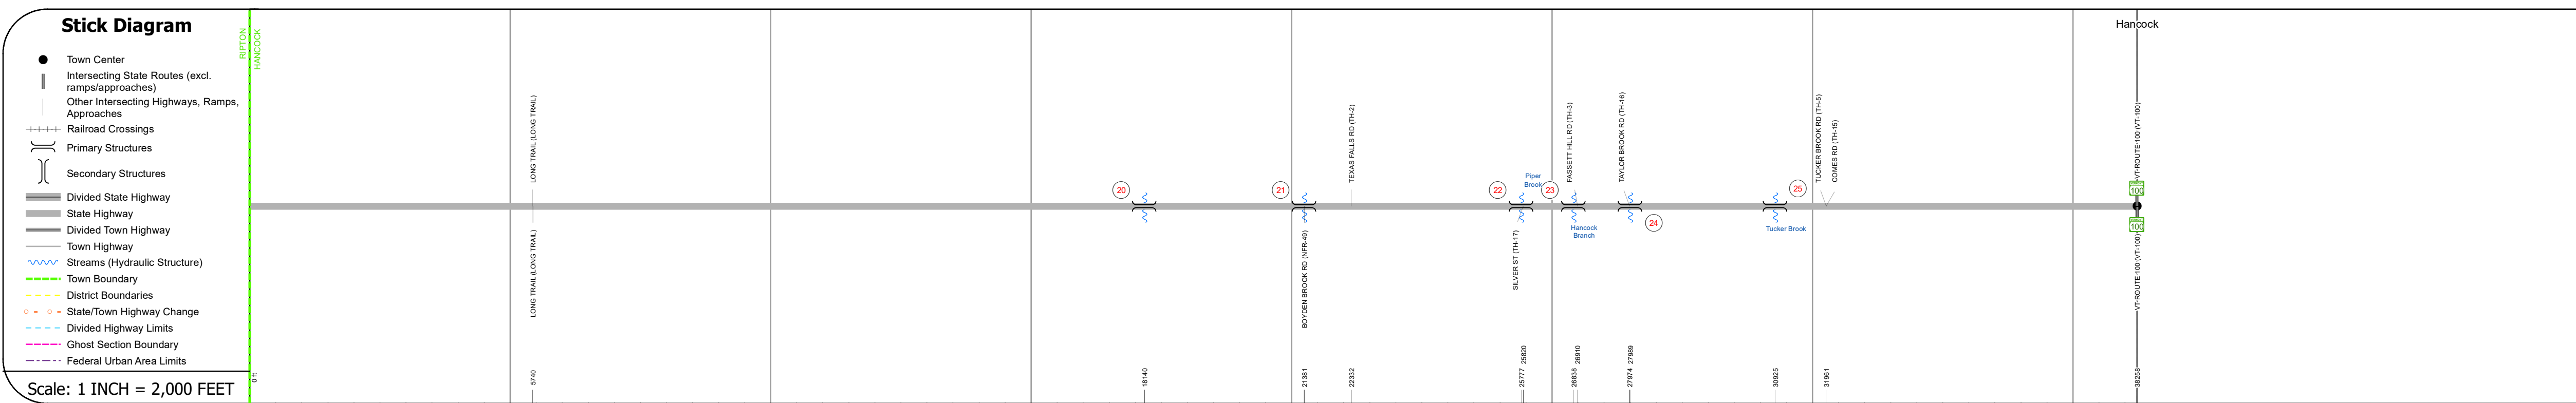 Stick Diagram
Town Center
Intersecting State Routes (excl.
ramps/approaches)
Other Intersecting Highways, Ramps,
Approaches
Railroad Crossings
Primary Structures
Secondary Structures
Divided State Highway
State Highway
Divided Town Highway
Town Highway
Streams (Hydraulic Structure)
Town Boundary
District Boundaries
State/Town Highway Change
Divided Highway Limits
Ghost Section Boundary
Federal Urban Area Limits
Scale: 1 INCH = 2,000 FEET
RIPTON
HANCOCK
0 ft
LONG TRAIL (LONG TRAIL)
LONG TRAIL (LONG TRAIL)
5740
20
18140
21
BOYDEN BROOK RD (NFR-49)
21381
TEXAS FALLS RD (TH-2)
22332
22
Piper
Brook
SILVER ST (TH-17)
25777
25820
23
FASSETT HILL RD (TH-3)
Hancock
Branch
26838
26910
TAYLOR BROOK RD (TH-16)
24
27974
27989
25
Tucker Brook
30925
TUCKER BROOK RD (TH-5)
COMES RD (TH-15)
31961
Hancock
VT-ROUTE-100 (VT-100)
100
100
VT-ROUTE-100 (VT-100)
38258